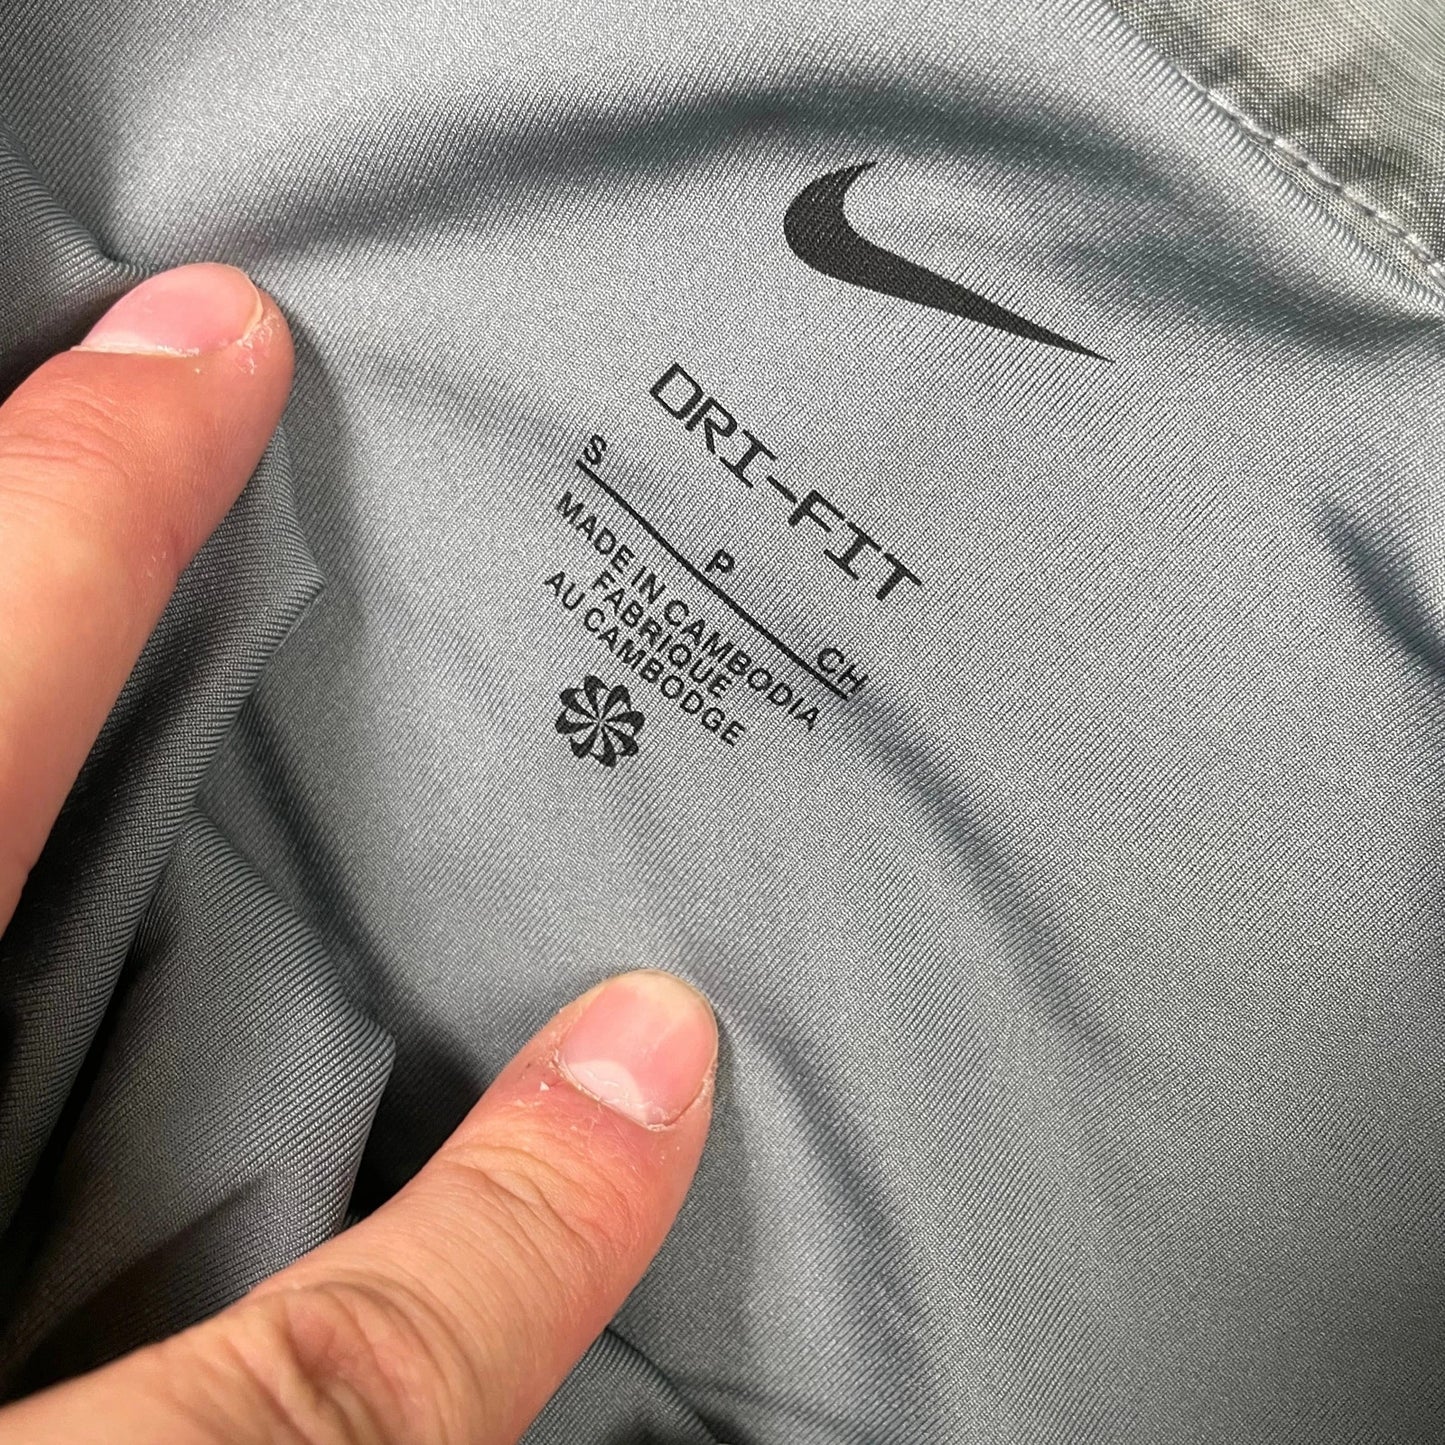 DRI-FIT
S P CH
MADE IN CAMBODIA
FABRIQUE
AU CAMBODGE